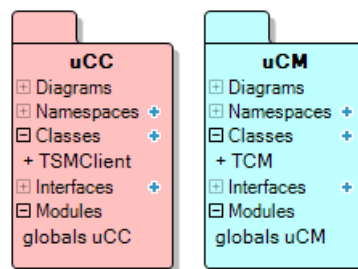 uCC
Diagrams
Namespaces
Classes
+ TSMClient
Interfaces
Modules
globals uCC
uCM
Diagrams
Namespaces
Classes
+ TCM
Interfaces
Modules
globals uCM